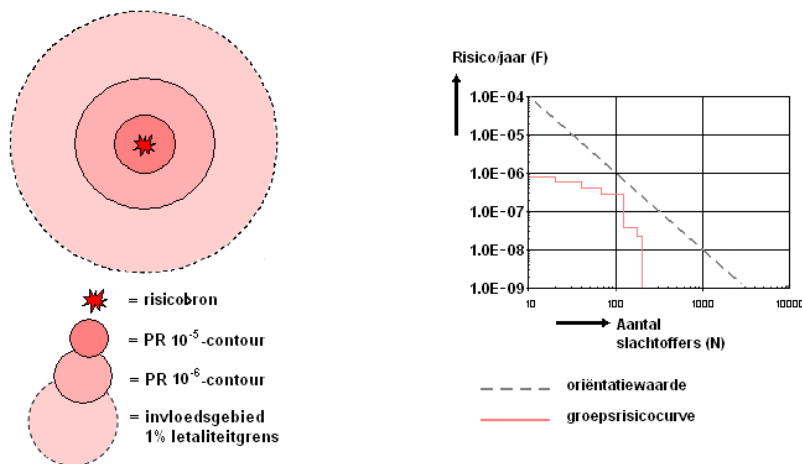 = risicobron
= PR 10⁻⁵-contour
= PR 10⁻⁶-contour
= invloedsgebied
1% letaliteitgrens
Risico/jaar (F)
1.0E-04
1.0E-05
1.0E-06
1.0E-07
1.0E-08
1.0E-09
10
100
1000
10000
Aantal
slachtoffers (N)
oriëntatiewaarde
groepsrisicocurve